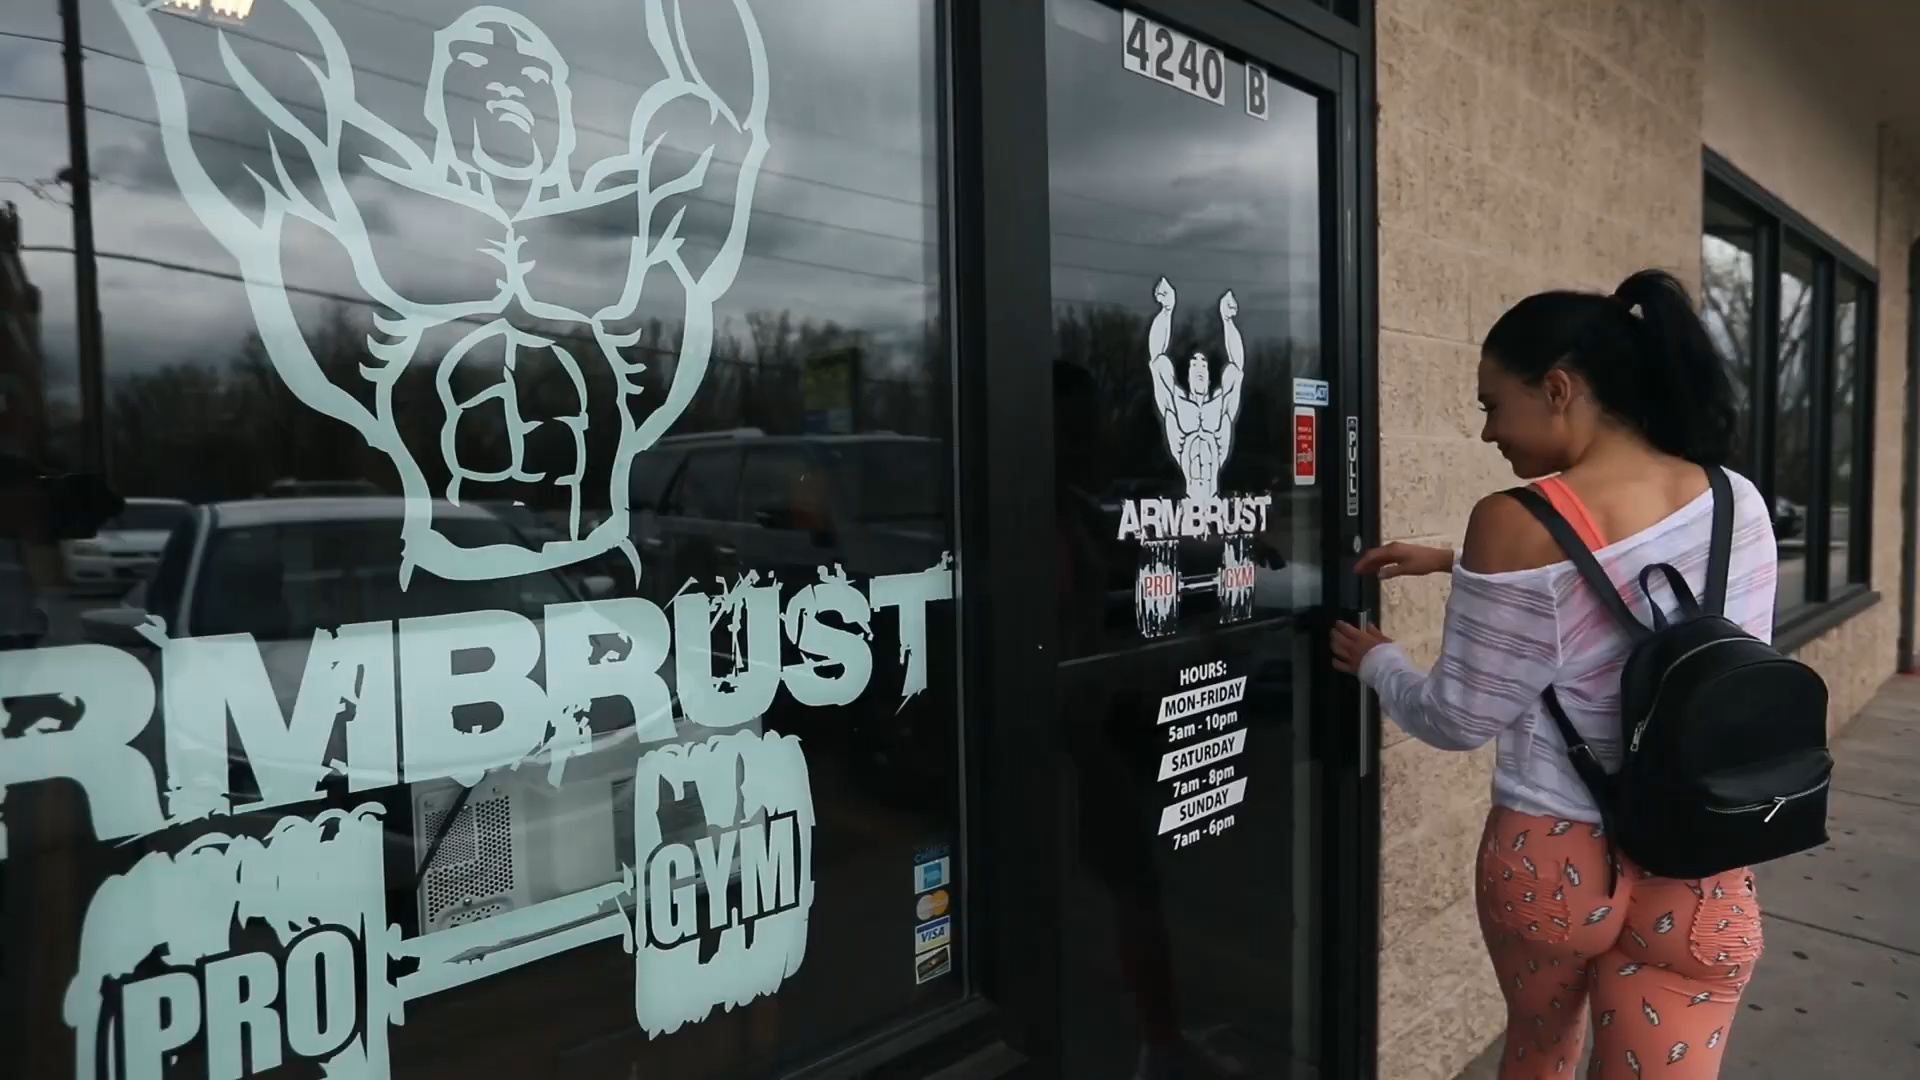 RMBRUST
PRO
GYM
VISA
4240 B
PULL
ARMBRUST
PRO
GYM
HOURS:
MON-FRIDAY
5am - 10pm
SATURDAY
7am - 8pm
SUNDAY
7am - 6pm